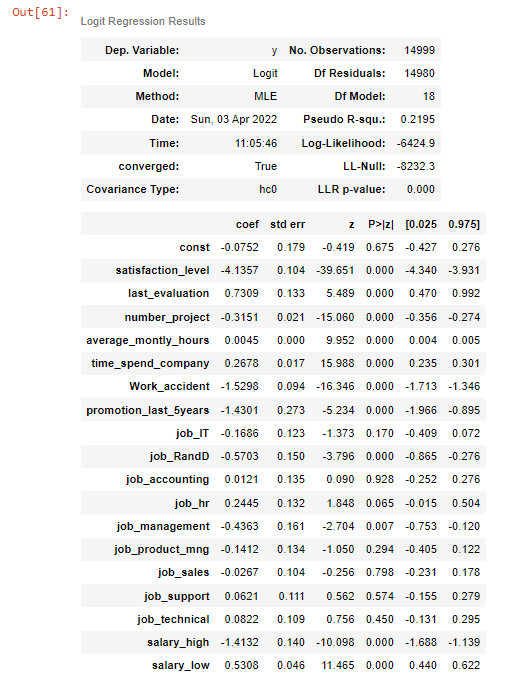 Out[61]:
Logit Regression Results
Dep. Variable: y No. Observations: 14999
Model: Logit Df Residuals: 14980
Method: MLE Df Model: 18
Date: Sun, 03 Apr 2022 Pseudo R-squ.: 0.2195
Time: 11:05:46 Log-Likelihood: -6424.9
converged: True LL-Null: -8232.3
Covariance Type: hc0 LLR p-value: 0.000
coef std err z P>|z| [0.025 0.975]
const -0.0752 0.179 -0.419 0.675 -0.427 0.276
satisfaction_level -4.1357 0.104 -39.651 0.000 -4.340 -3.931
last_evaluation 0.7309 0.133 5.489 0.000 0.470 0.992
number_project -0.3151 0.021 -15.060 0.000 -0.356 -0.274
average_montly_hours 0.0045 0.000 9.952 0.000 0.004 0.005
time_spend_company 0.2678 0.017 15.988 0.000 0.235 0.301
Work_accident -1.5298 0.094 -16.346 0.000 -1.713 -1.346
promotion_last_5years -1.4301 0.273 -5.234 0.000 -1.966 -0.895
job_IT -0.1686 0.123 -1.373 0.170 -0.409 0.072
job_RandD -0.5703 0.150 -3.796 0.000 -0.865 -0.276
job_accounting 0.0121 0.135 0.090 0.928 -0.252 0.276
job_hr 0.2445 0.132 1.848 0.065 -0.015 0.504
job_management -0.4363 0.161 -2.704 0.007 -0.753 -0.120
job_product_mng -0.1412 0.134 -1.050 0.294 -0.405 0.122
job_sales -0.0267 0.104 -0.256 0.798 -0.231 0.178
job_support 0.0621 0.111 0.562 0.574 -0.155 0.279
job_technical 0.0822 0.109 0.756 0.450 -0.131 0.295
salary_high -1.4132 0.140 -10.098 0.000 -1.688 -1.139
salary_low 0.5308 0.046 11.465 0.000 0.440 0.622